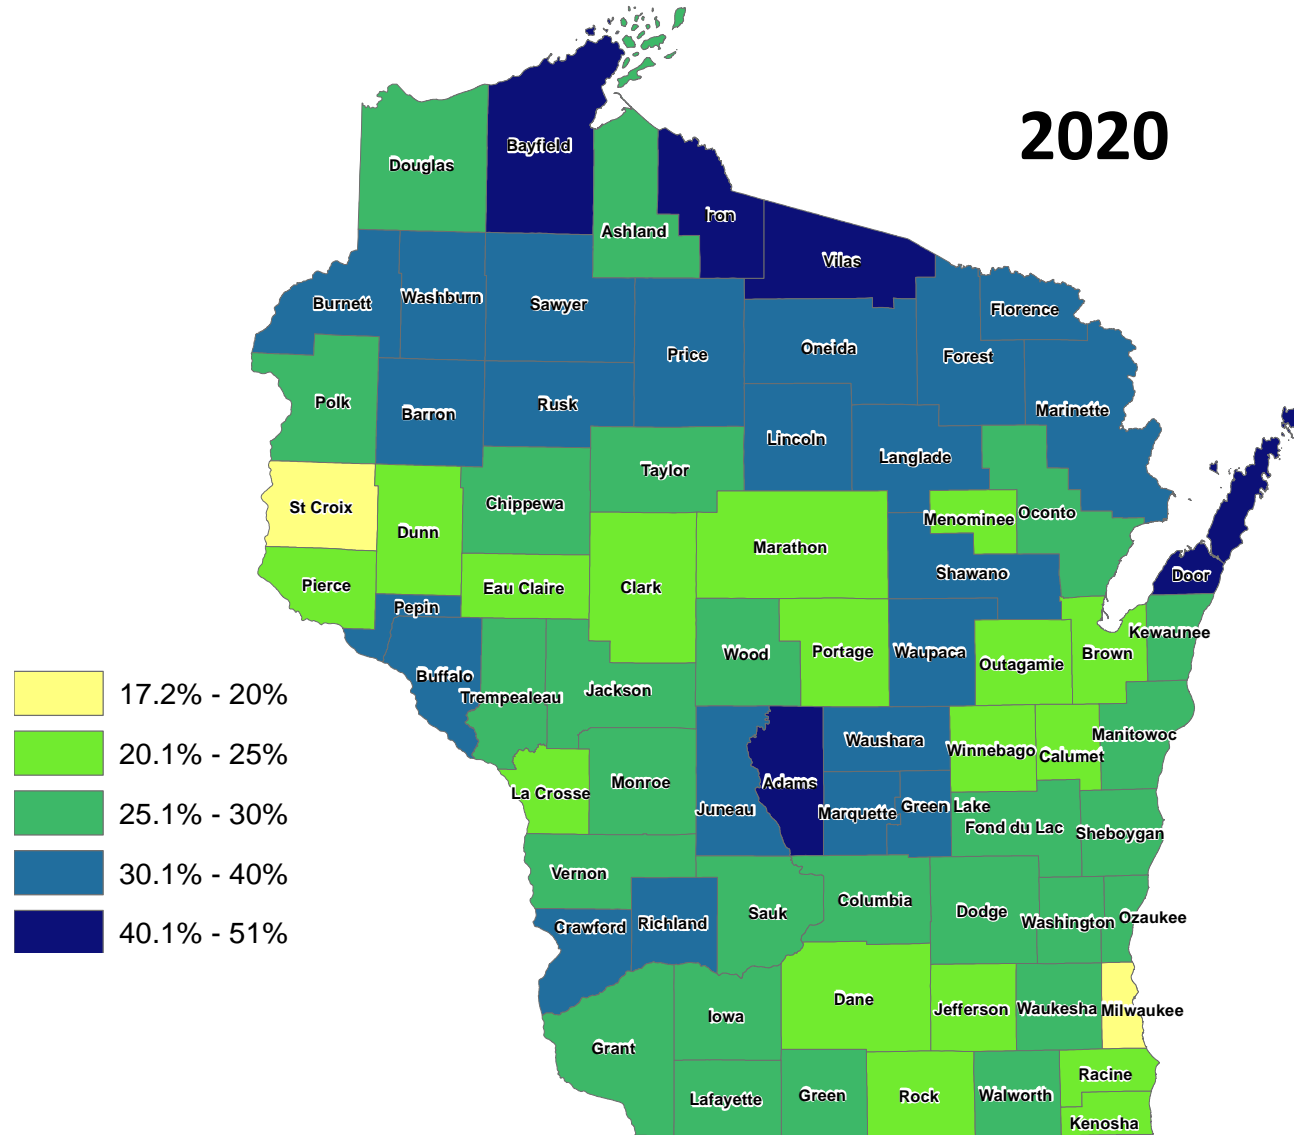 2020
Bayfield
Douglas
Iron
Ashland
Vilas
Washburn
Burnett
Sawyer
Florence
Oneida
Price
Forest
Polk
Rusk
Barron
Marinette
Lincoln
Langlade
Taylor
Chippewa
St Croix
Oconto
Menominee
Dunn
Marathon
Shawano
Door
Pierce
Clark
Eau Claire
Pepin
Kewaunee
Portage
Waupaca
Brown
Wood
Outagamie
Buffalo
Jackson
17.2% - 20%
Trempealeau
Manitowoc
Waushara
Winnebago
20.1% - 25%
Calumet
Monroe
Adams
La Crosse
Green Lake
Juneau
Marquette
25.1% - 30%
Fond du Lac
Sheboygan
Vernon
30.1% - 40%
Columbia
Dodge
Sauk
Ozaukee
Washington
Richland
Crawford
40.1% - 51%
Dane
Waukesha
Jefferson
Milwaukee
Iowa
Grant
Racine
Green
Walworth
Rock
Lafayette
Kenosha